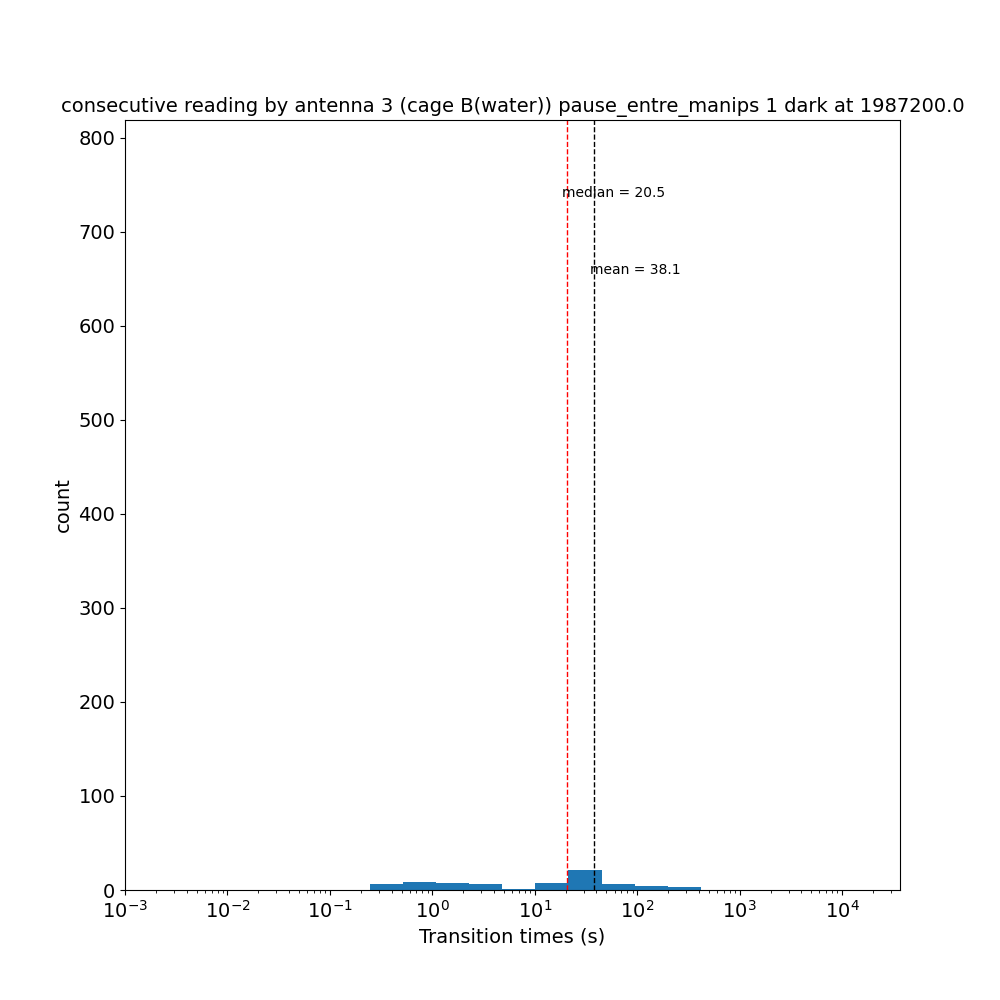 consecutive reading by antenna 3 (cage B(water)) pause_entre_manips 1 dark at 1987200.0
800
median = 20.5
700
mean = 38.1
600
500
400
count
300
200
100
0
10⁻³ 10⁻² 10⁻¹ 10⁰ 10¹ 10² 10³ 10⁴
Transition times (s)